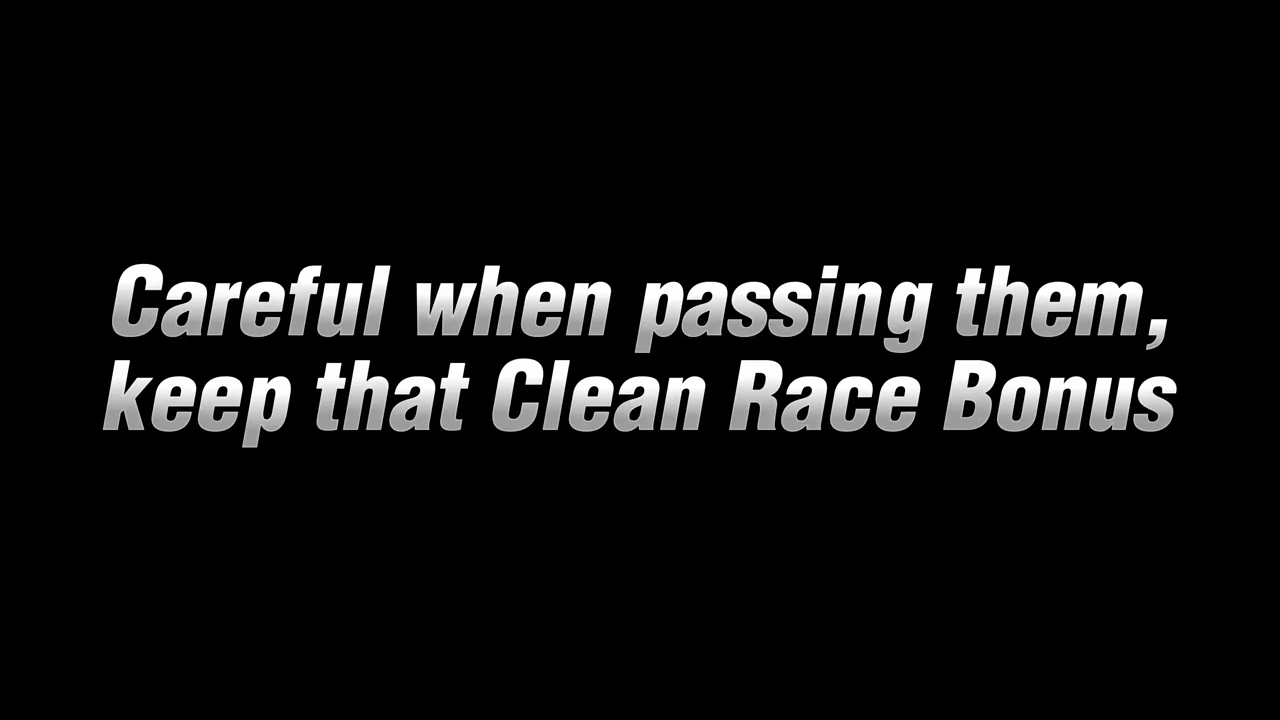 Careful when passing them,
keep that Clean Race Bonus